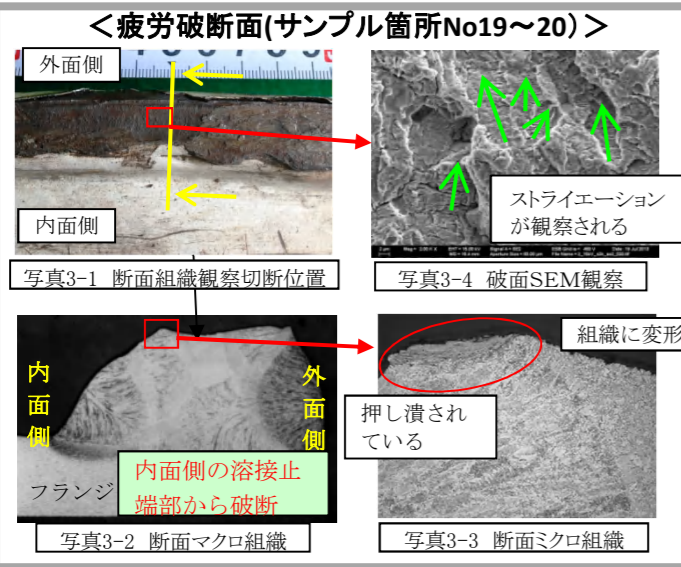 ＜疲労破断面(サンプル箇所No19～20)＞
外面側
内面側
写真3-1 断面組織観察切断位置
ストライエーション
が観察される
写真3-4 破面SEM観察
内面側
外面側
フランジ
内面側の溶接止
端部から破断
写真3-2 断面マクロ組織
組織に変形
押し潰され
ている
写真3-3 断面ミクロ組織